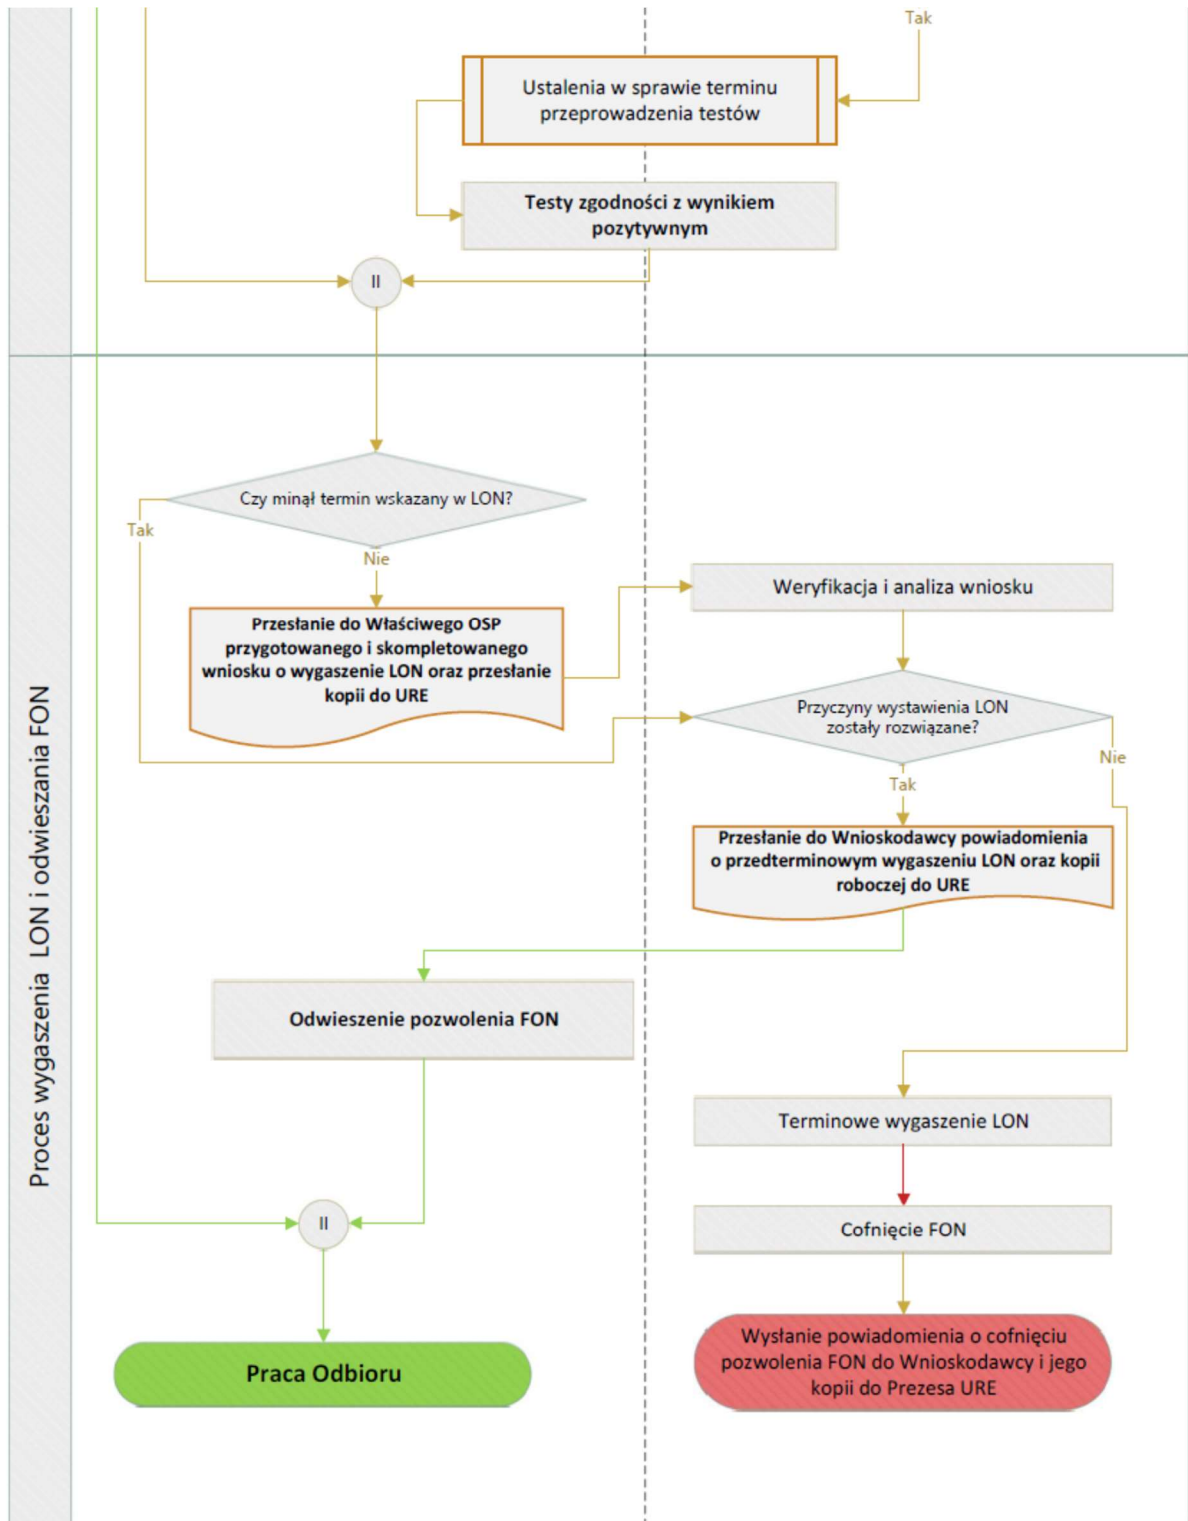 Tak
Ustalenia w sprawie terminu
przeprowadzenia testów
Testy zgodności z wynikiem
pozytywnym
II
Proces wygaszenia LON i odwieszania FON
Czy minął termin wskazany w LON?
Tak
Nie
Przesłanie do Właściwego OSP
przygotowanego i skompletowanego
wniosku o wygaszenie LON oraz przesłanie
kopii do URE
Weryfikacja i analiza wniosku
Przyczyny wystawienia LON
zostały rozwiązane?
Nie
Tak
Przesłanie do Wnioskodawcy powiadomienia
o przedterminowym wygaszeniu LON oraz kopii
roboczej do URE
Odwieszenie pozwolenia FON
Terminowe wygaszenie LON
II
Cofnięcie FON
Praca Odbioru
Wysłanie powiadomienia o cofnięciu
pozwolenia FON do Wnioskodawcy i jego
kopii do Prezesa URE